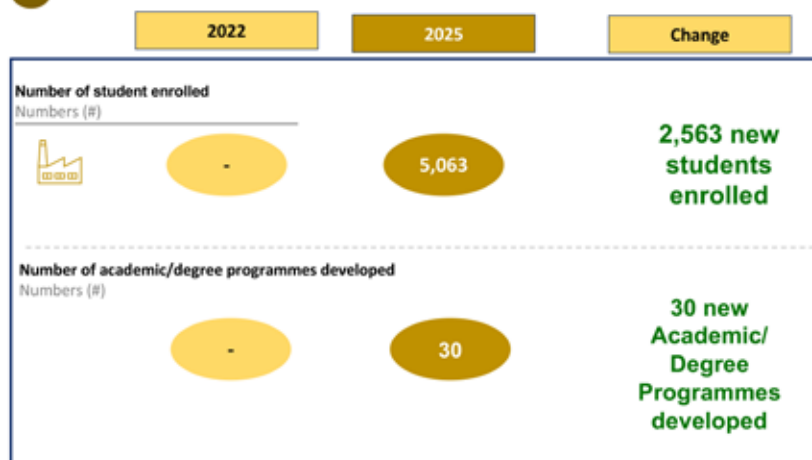 2022
2025
Change
Number of student enrolled
Numbers (#)
-
5,063
2,563 new
students
enrolled
Number of academic/degree programmes developed
Numbers (#)
-
30
30 new
Academic/
Degree
Programmes
developed